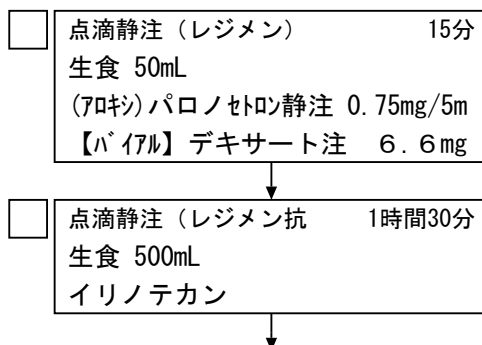 点滴静注（レジメン）　15分
生食 50mL
(ｱﾛｷｼ)パロノｾﾄﾛﾝ静注 0.75mg/5m
【ﾊﾞｲｱﾙ】デキサート注　６.６mg
点滴静注（レジメン抗　1時間30分
生食 500mL
イリノテカン